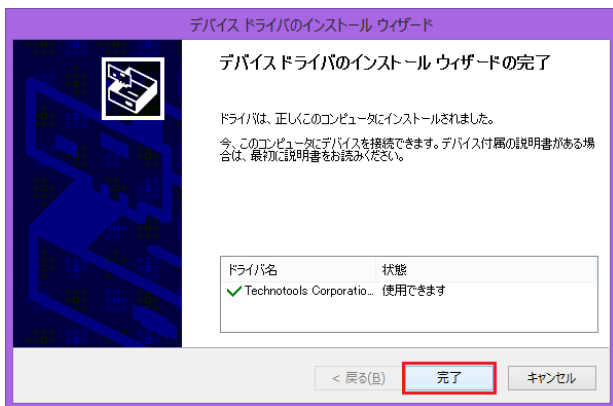 デバイス ドライバのインストール ウィザード
デバイス ドライバのインストール ウィザードの完了
ドライバは、正しくこのコンピュータにインストールされました。
今、このコンピュータにデバイスを接続できます。デバイス付属の説明書がある場
合は、最初に説明書をお読みください。
ドライバ名 状態
Technotools Corporatio... 使用できます
< 戻る(B) 完了 キャンセル